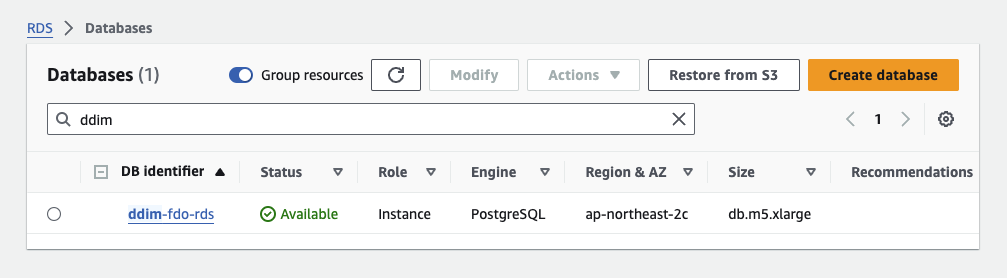 RDS > Databases
Databases (1) Group resources Modify Actions Restore from S3 Create database
ddim 1
DB identifier Status Role Engine Region & AZ Size Recommendations
ddim-fdo-rds Available Instance PostgreSQL ap-northeast-2c db.m5.xlarge